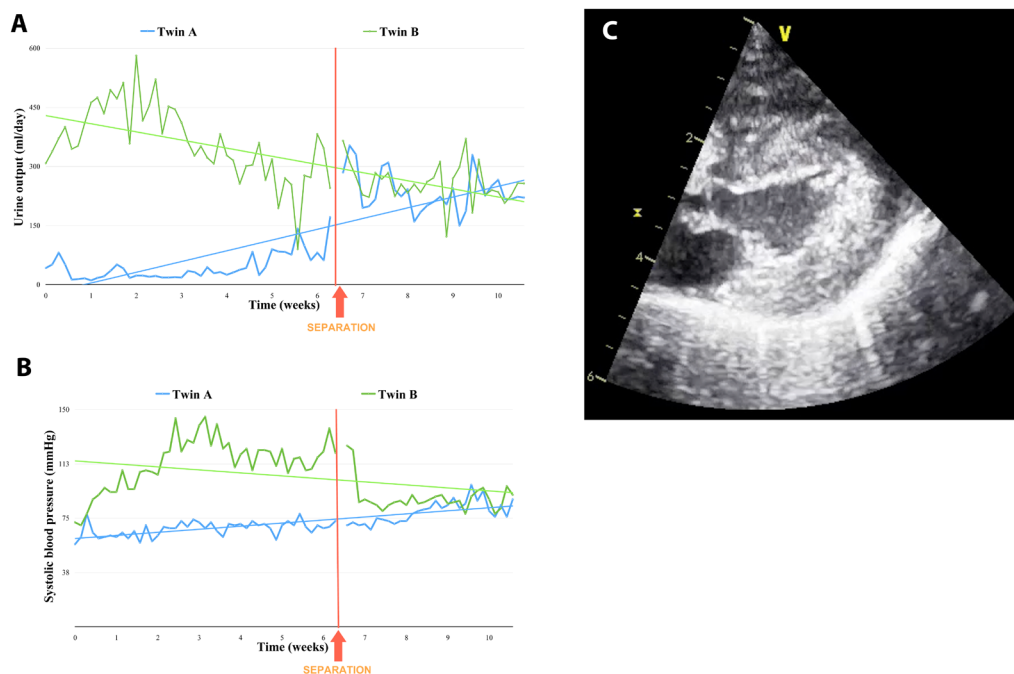 A
Twin A Twin B
Urine output (ml/day)
600
450
300
150
0
0 1 2 3 4 5 6 7 8 9 10
Time (weeks)
SEPARATION
B
Twin A Twin B
Systolic blood pressure (mmHg)
150
113
75
38
0 1 2 3 4 5 6 7 8 9 10
Time (weeks)
SEPARATION
C
V
2
4
6